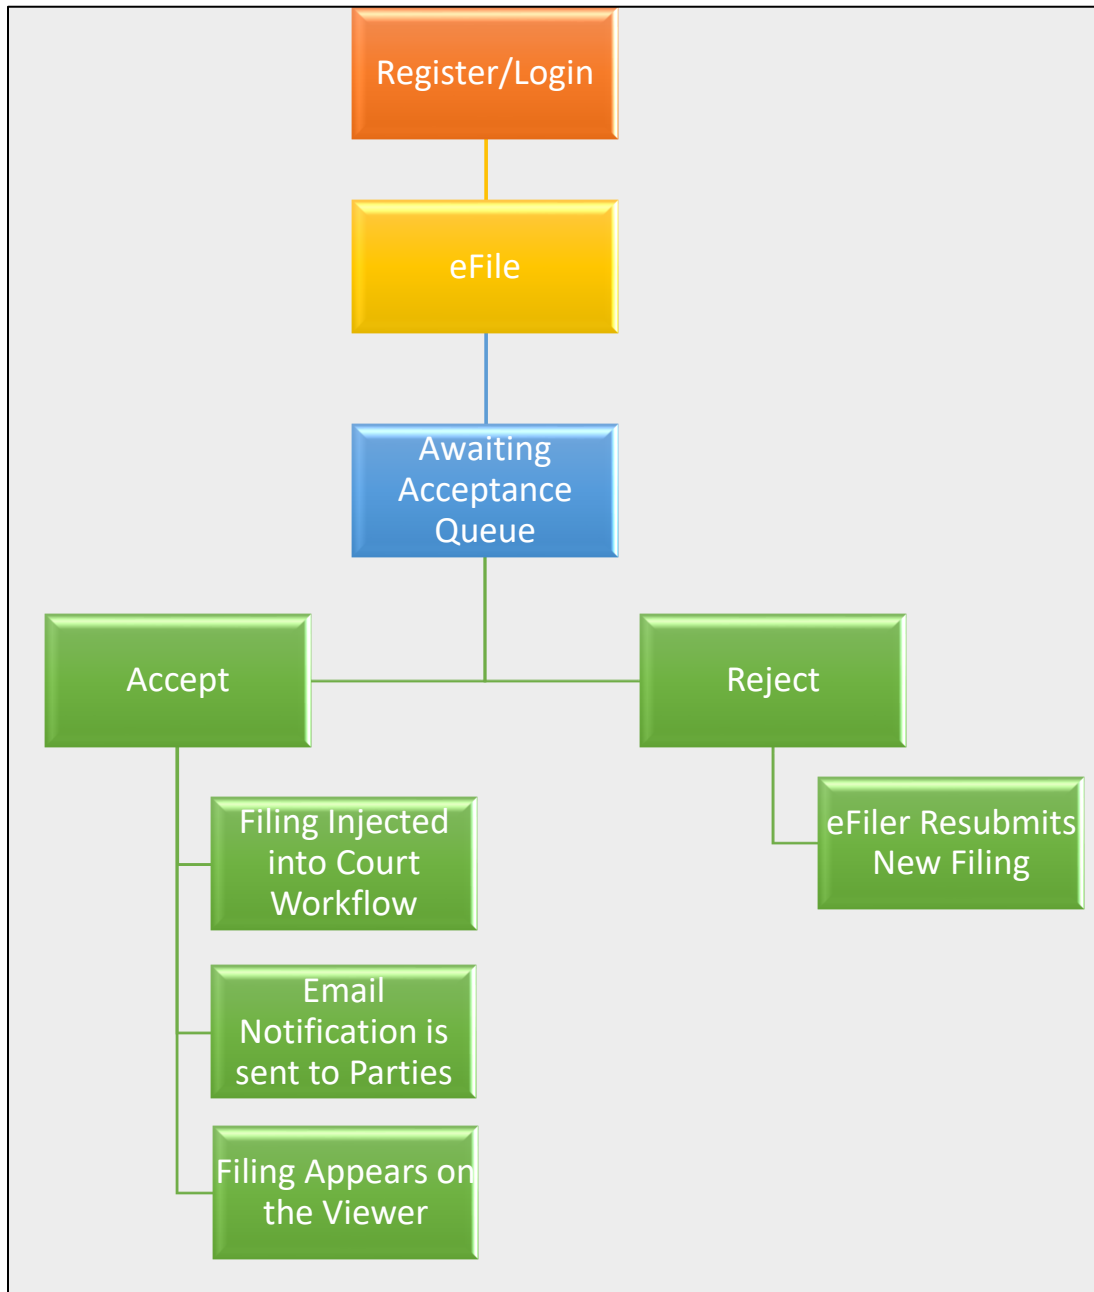 Register/Login
eFile
Awaiting
Acceptance
Queue
Accept
Reject
Filing Injected
into Court
Workflow
eFiler Resubmits
New Filing
Email
Notification is
sent to Parties
Filing Appears on
the Viewer